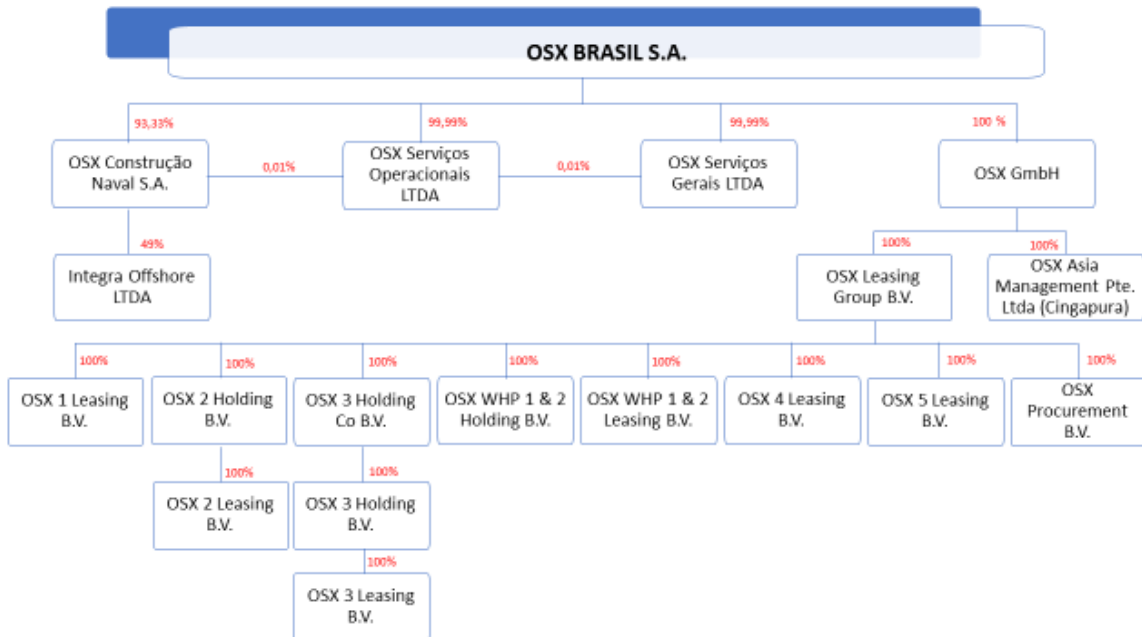 OSX BRASIL S.A.
93,33%
99,99%
99,99%
100 %
OSX Construção
Naval S.A.
0,01%
OSX Serviços
Operacionais
LTDA
0,01%
OSX Serviços
Gerais LTDA
OSX GmbH
49%
100%
100%
Integra Offshore
LTDA
OSX Leasing
Group B.V.
OSX Asia
Management Pte.
Ltda (Cingapura)
100%
100%
100%
100%
100%
100%
100%
100%
OSX 1 Leasing
B.V.
OSX 2 Holding
B.V.
OSX 3 Holding
Co B.V.
OSX WHP 1 & 2
Holding B.V.
OSX WHP 1 & 2
Leasing B.V.
OSX 4 Leasing
B.V.
OSX 5 Leasing
B.V.
OSX
Procurement
B.V.
100%
100%
OSX 2 Leasing
B.V.
OSX 3 Holding
B.V.
100%
OSX 3 Leasing
B.V.